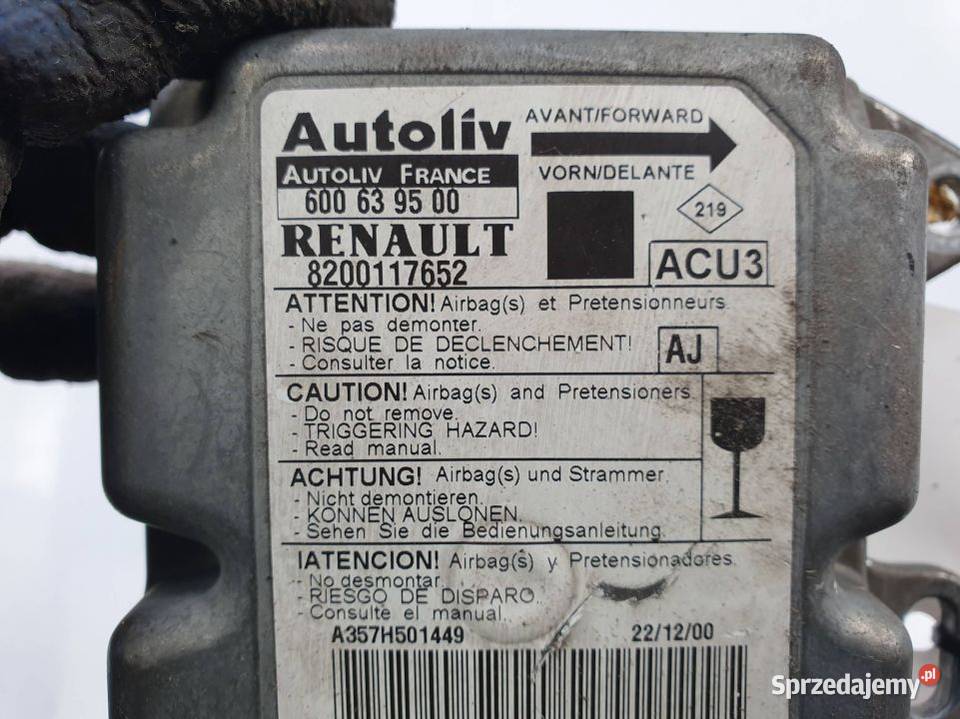 Autoliv
AVANT/FORWARD
AUTOLIV FRANCE
VORN/DELANTE
600 63 95 00
219
RENAULT
8200117652
ACU3
ATTENTION! Airbag(s) et Pretensionneurs
- Ne pas demonter.
- RISQUE DE DECLENCHEMENT!
- Consulter la notice.
AJ
CAUTION! Airbag(s) and Pretensioners
- Do not remove.
- TRIGGERING HAZARD!
- Read manual.
ACHTUNG! Airbag(s) und Strammer
- Nicht demontieren.
- KONNEN AUSLONEN
- Sehen Sie die Bedienungsanleitung
!ATENCION! Airbag(s) y Pretensionadores
- No desmontar
- RIESGO DE DISPARO.
- Consulte el manual.
A357H501449
22/12/00
Sprzedajemy.pl